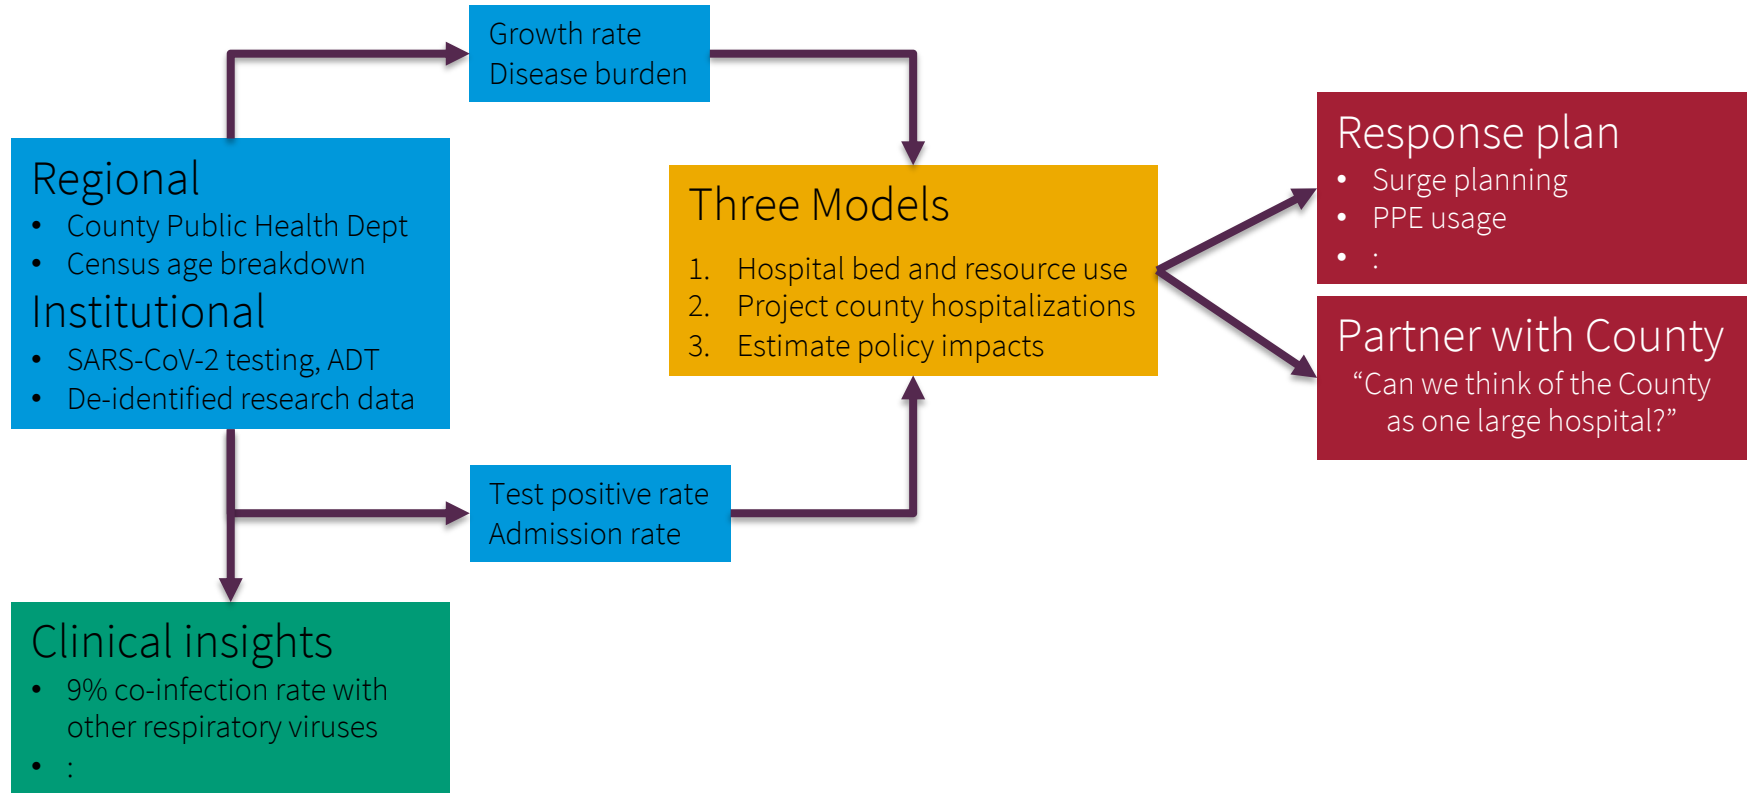 Growth rate
Disease burden
Regional
• County Public Health Dept
• Census age breakdown
Institutional
• SARS-CoV-2 testing, ADT
• De-identified research data
Test positive rate
Admission rate
Clinical insights
• 9% co-infection rate with
other respiratory viruses
• :
Three Models
1. Hospital bed and resource use
2. Project county hospitalizations
3. Estimate policy impacts
Response plan
• Surge planning
• PPE usage
• :
Partner with County
“Can we think of the County
as one large hospital?”